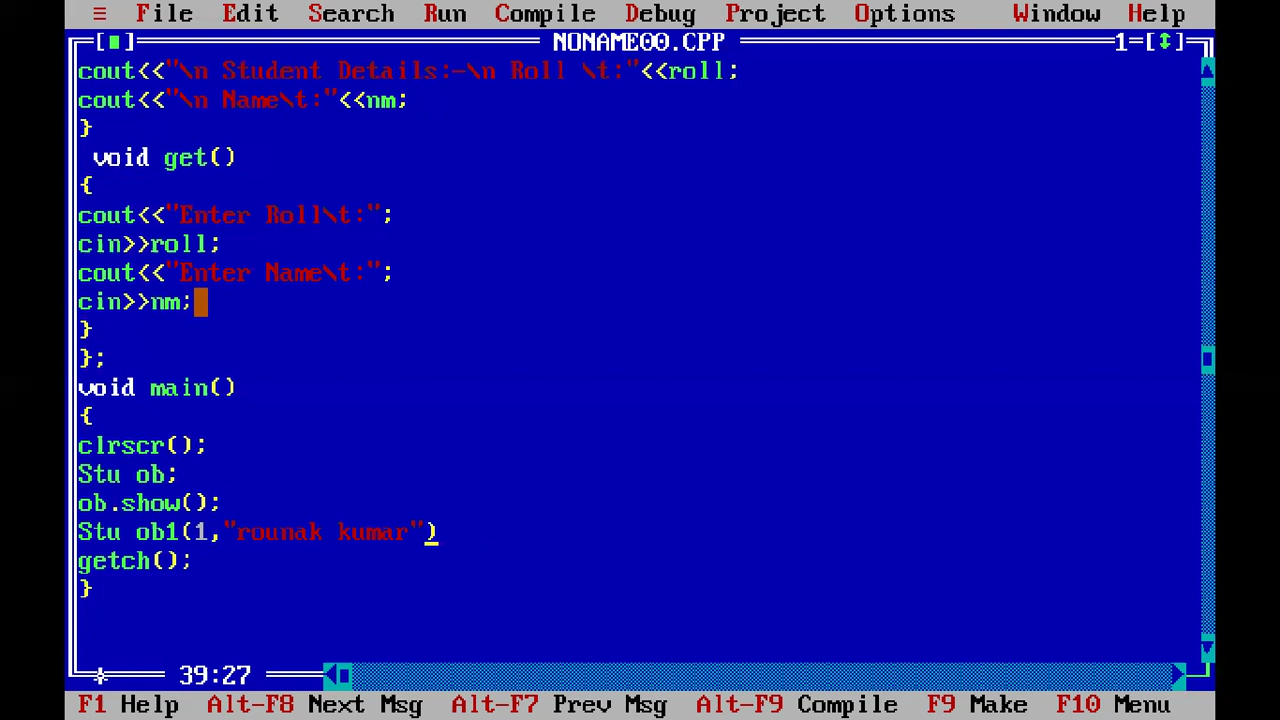 ≡ File Edit Search Run Compile Debug Project Options Window Help
[■] NONAME00.CPP 1=[↕]
cout<<"\n Student Details:-\n Roll \t:"<<roll;
cout<<"\n Name\t:"<<nm;
}
void get()
{
cout<<"Enter Roll\t:";
cin>>roll;
cout<<"Enter Name\t:";
cin>>nm;
}
};
void main()
{
clrscr();
Stu ob;
ob.show();
Stu ob1(1,"rounak kumar")
getch();
}
39:27
F1 Help Alt-F8 Next Msg Alt-F7 Prev Msg Alt-F9 Compile F9 Make F10 Menu